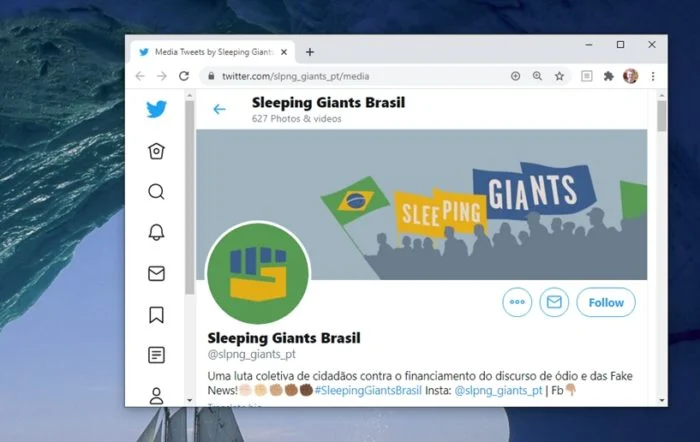 Media Tweets by Sleeping Giants
twitter.com/slpng_giants_pt/media
Sleeping Giants Brasil
627 Photos & videos
SLEEPING GIANTS
Follow
Sleeping Giants Brasil
@slpng_giants_pt
Uma luta coletiva de cidadãos contra o financiamento do discurso de ódio e das Fake
News!✊🏻✊🏼✊🏽✊🏾✊🏿#SleepingGiantsBrasil Insta: @slpng_giants_pt | Fb👇🏽